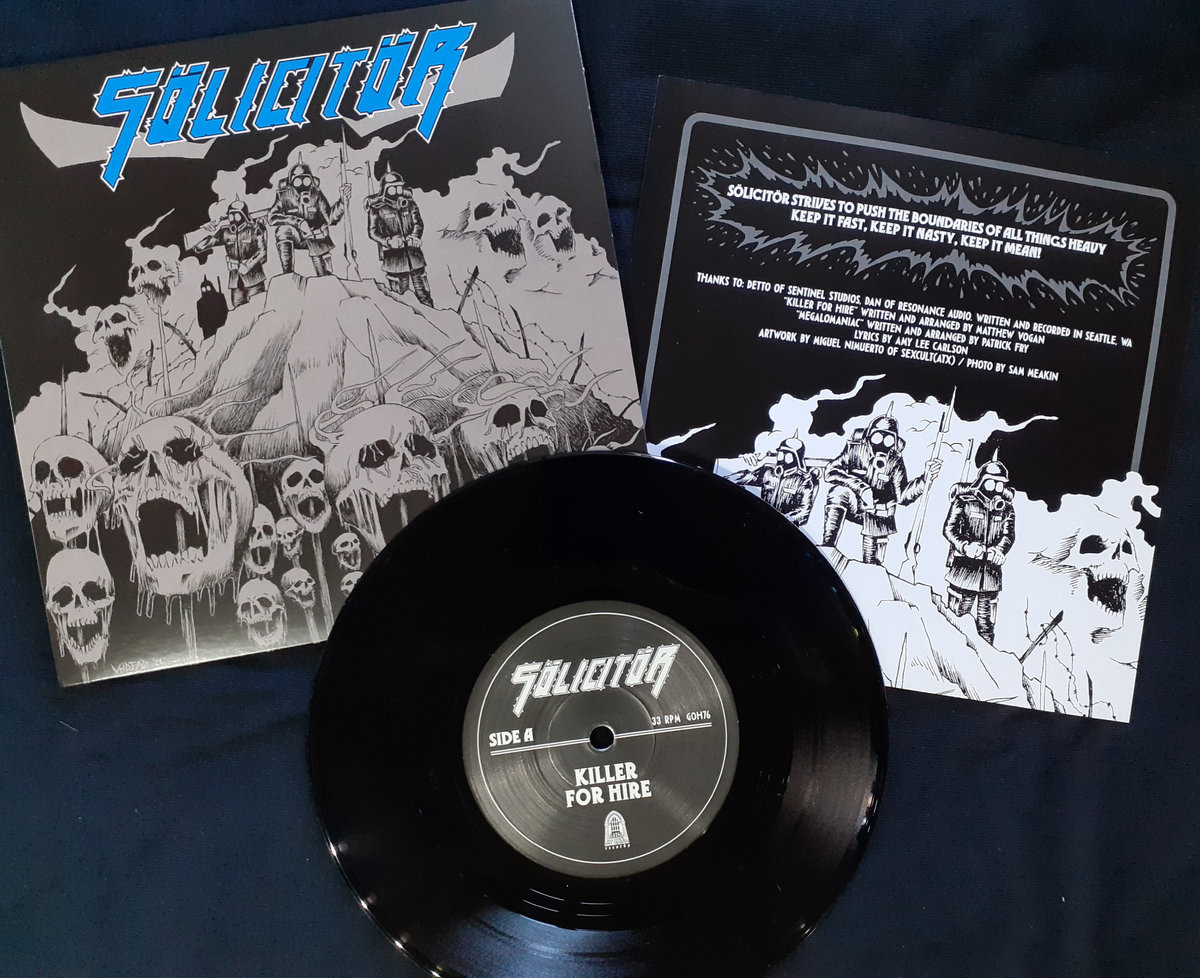 SÖLICITÖR
SÖLICITÖR STRIVES TO PUSH THE BOUNDARIES OF ALL THINGS HEAVY
KEEP IT FAST, KEEP IT NASTY, KEEP IT MEAN!
THANKS TO: DETTO OF SENTINEL STUDIOS, DAN OF RESONANCE AUDIO. WRITTEN AND RECORDED IN SEATTLE, WA
"KILLER FOR HIRE" WRITTEN AND ARRANGED BY MATTHEW VOGAN
"MEGALOMANIAC" WRITTEN AND ARRANGED BY PATRICK FRY
LYRICS BY AMY LEE CARLSON
ARTWORK BY MIGUEL NIMUERTO OF SEXCULT(ATX) / PHOTO BY SAM MEAKIN
SÖLICITÖR
SIDE A
33 RPM GOH76
KILLER
FOR HIRE
records